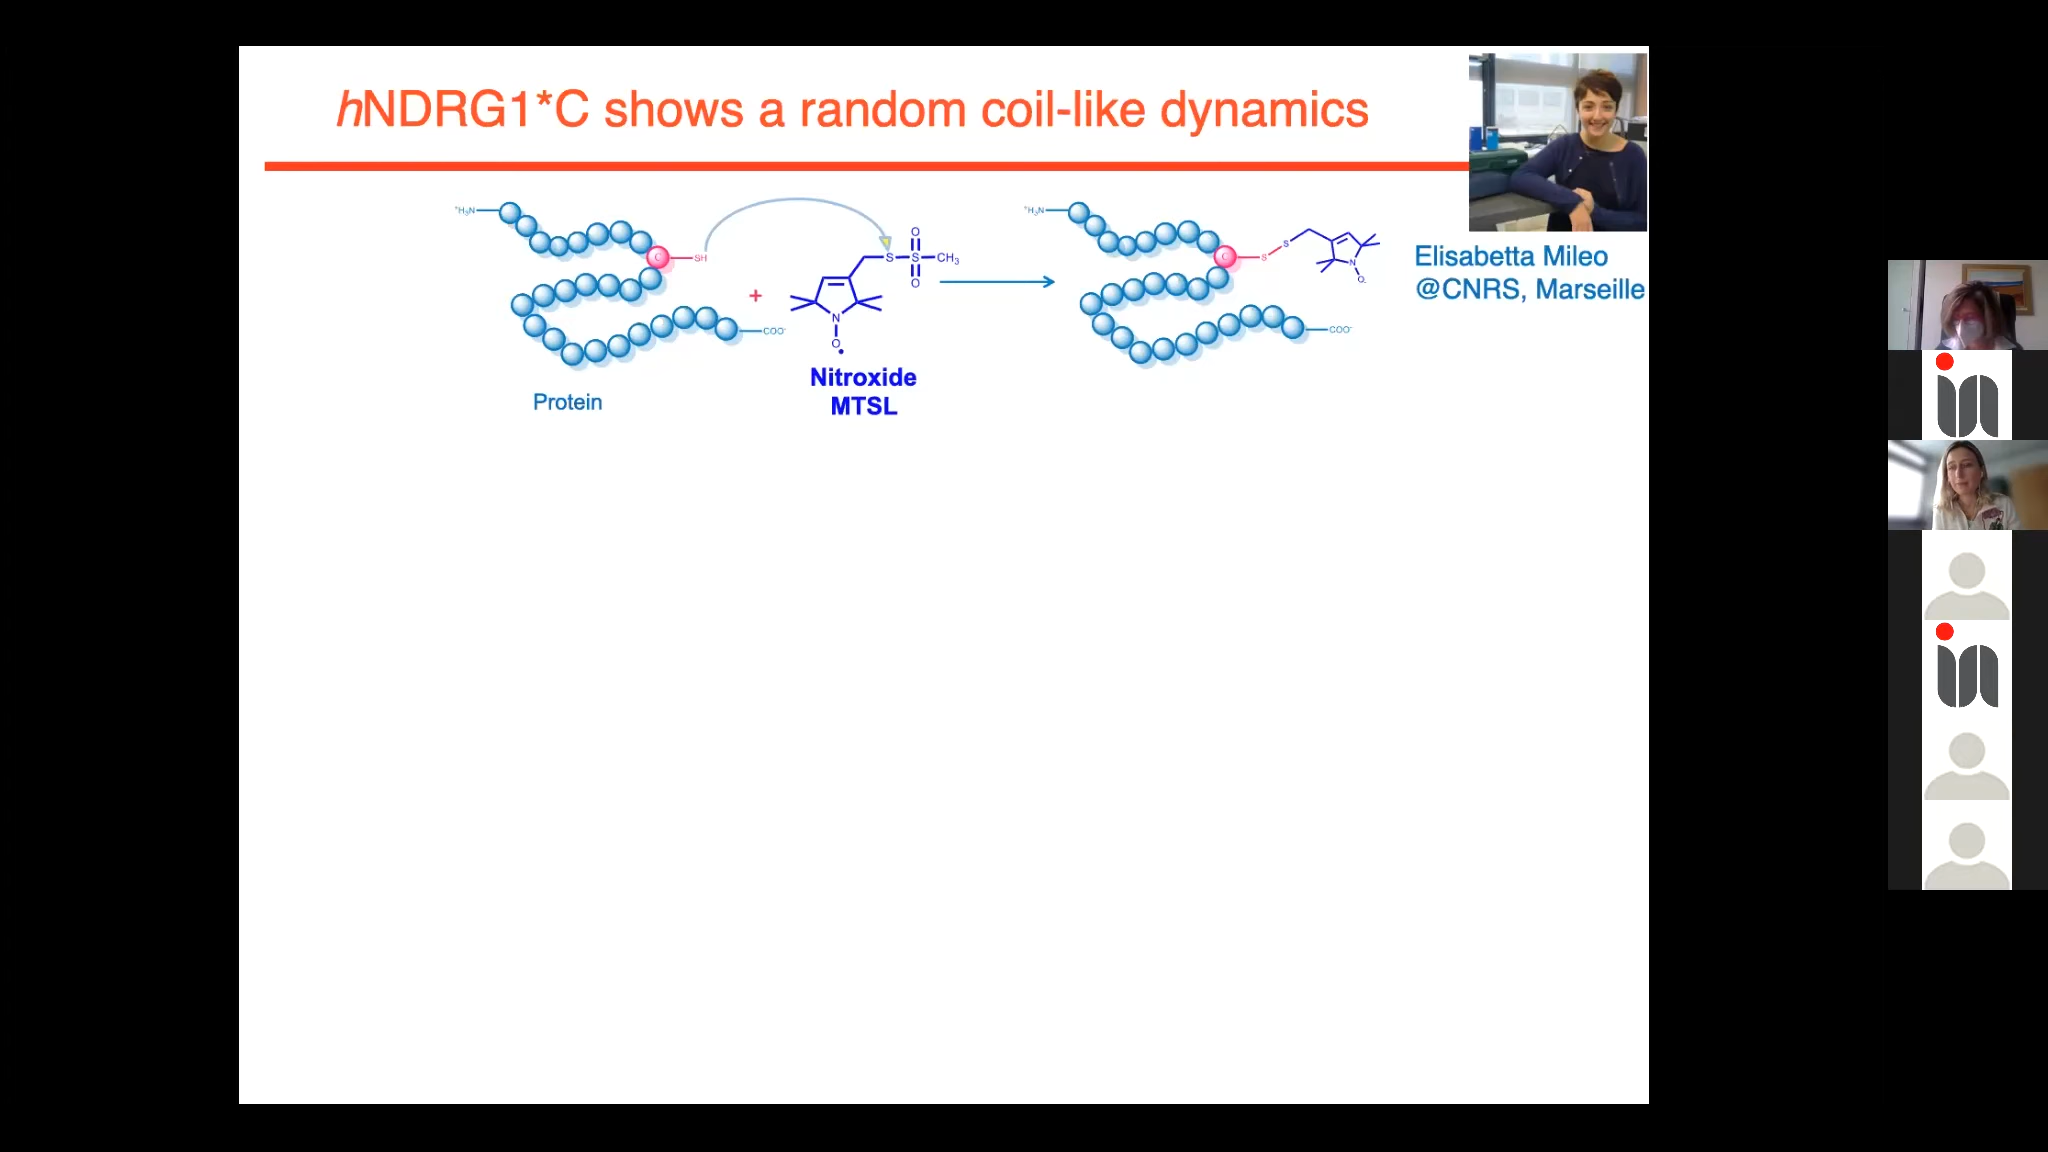 hNDRG1*C shows a random coil-like dynamics
⁺H₃N
C
SH
+
O
S
S
CH₃
O
N
O
•
COO⁻
Protein
Nitroxide
MTSL
⁺H₃N
C
S
S
N
O
COO⁻
Elisabetta Mileo
@CNRS, Marseille